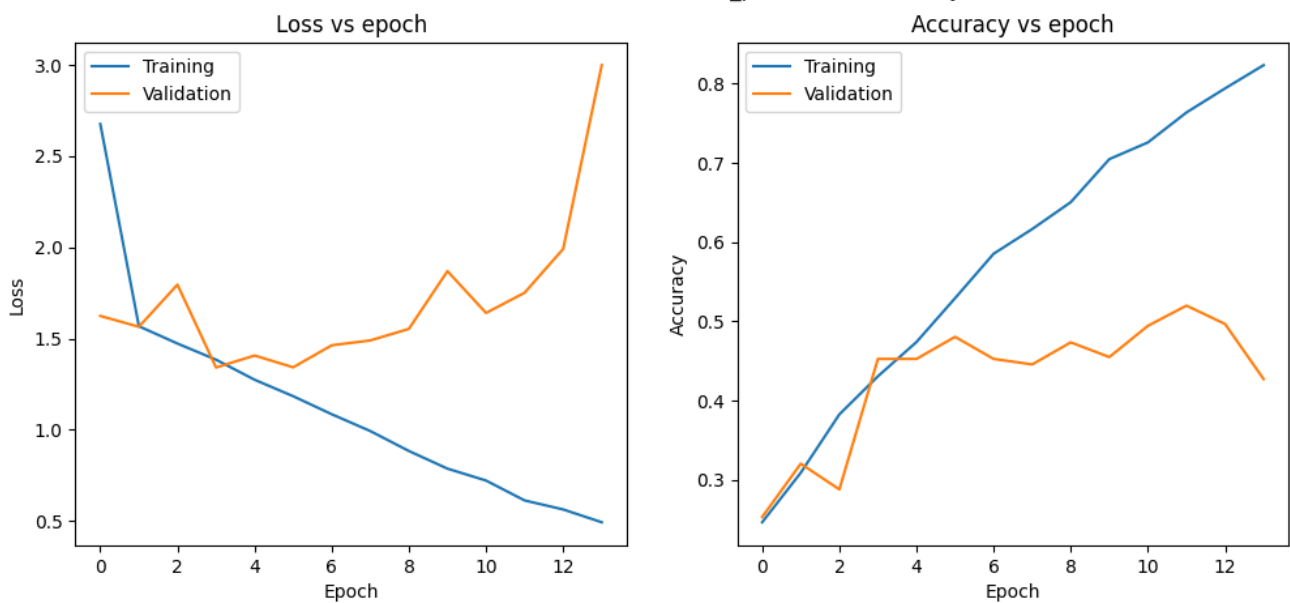 Loss vs epoch
Training
Validation
3.0
2.5
2.0
1.5
1.0
0.5
Loss
0 2 4 6 8 10 12
Epoch
Accuracy vs epoch
Training
Validation
0.8
0.7
0.6
0.5
0.4
0.3
Accuracy
0 2 4 6 8 10 12
Epoch